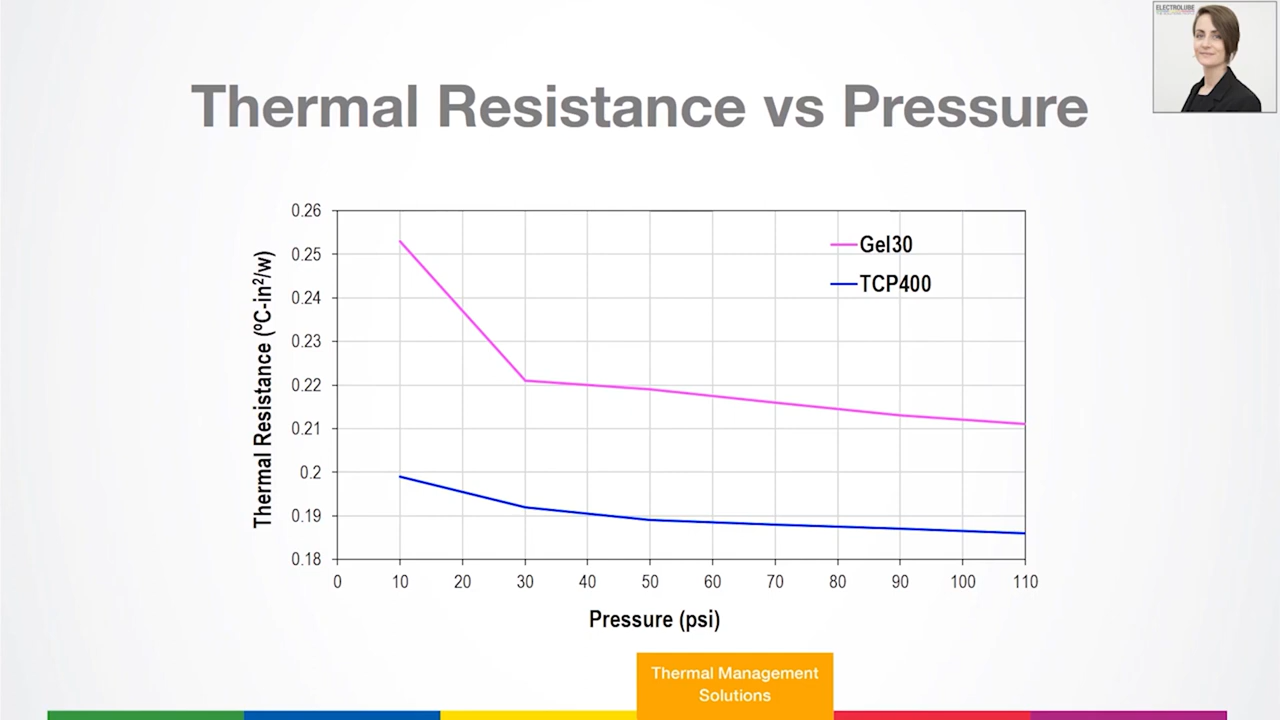 ELECTROLUBE
Thermal Resistance vs Pressure
0.26
0.25
0.24
0.23
0.22
0.21
0.2
0.19
0.18
Thermal Resistance (ºC-in²/w)
Gel30
TCP400
0 10 20 30 40 50 60 70 80 90 100 110
Pressure (psi)
Thermal Management
Solutions